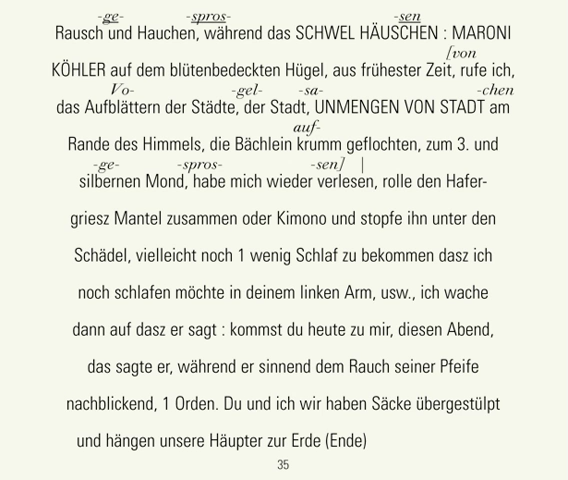 -ge- -spros- -sen
Rausch und Hauchen, während das SCHWEL HÄUSCHEN : MARONI
[von
KÖHLER auf dem blütenbedeckten Hügel, aus frühester Zeit, rufe ich,
Vo- -gel- -sa- -chen
das Aufblättern der Städte, der Stadt, UNMENGEN VON STADT am
auf-
Rande des Himmels, die Bächlein krumm geflochten, zum 3. und
-ge- -spros- -sen] |
silbernen Mond, habe mich wieder verlesen, rolle den Hafer-
griesz Mantel zusammen oder Kimono und stopfe ihn unter den
Schädel, vielleicht noch 1 wenig Schlaf zu bekommen dasz ich
noch schlafen möchte in deinem linken Arm, usw., ich wache
dann auf dasz er sagt : kommst du heute zu mir, diesen Abend,
das sagte er, während er sinnend dem Rauch seiner Pfeife
nachblickend, 1 Orden. Du und ich wir haben Säcke übergestülpt
und hängen unsere Häupter zur Erde (Ende)
35